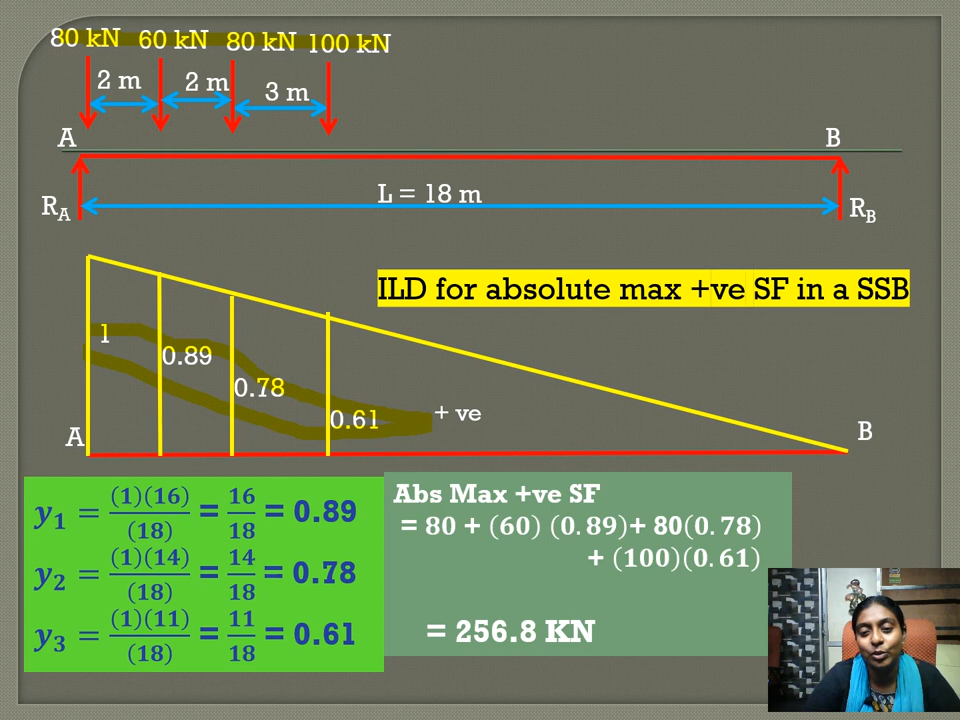 80 kN 60 kN 80 kN 100 kN
2 m 2 m 3 m
A B
L = 18 m
R_A R_B
ILD for absolute max +ve SF in a SSB
1
0.89
0.78
0.61 + ve
A B
y₁ = (1)(16)/(18) = 16/18 = 0.89
y₂ = (1)(14)/(18) = 14/18 = 0.78
y₃ = (1)(11)/(18) = 11/18 = 0.61
Abs Max +ve SF
= 80 + (60) (0.89)+ 80(0.78)
+ (100)(0.61)
= 256.8 KN